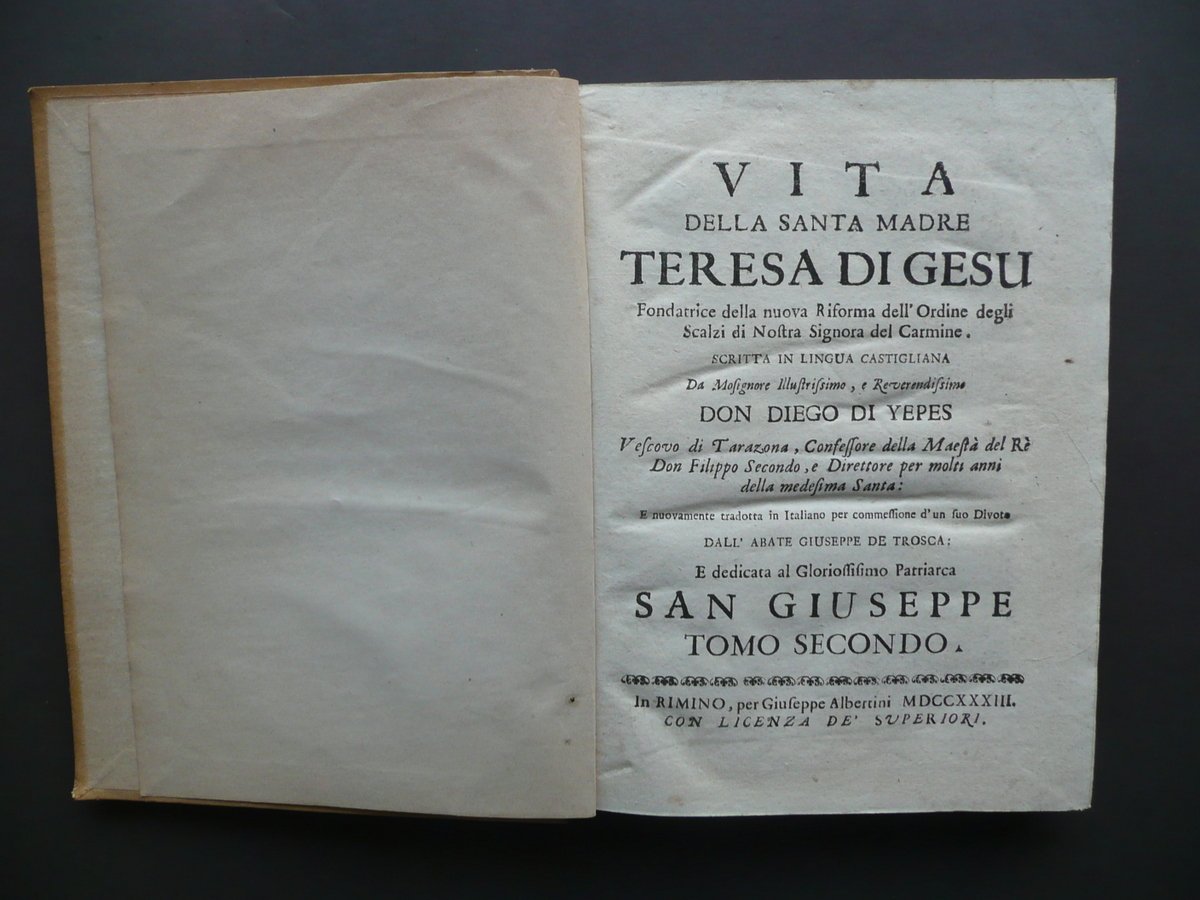 VITA
DELLA SANTA MADRE
TERESA DI GESU
Fondatrice della nuova Riforma dell'Ordine degli
Scalzi di Noſtra Signora del Carmine.
SCRITTA IN LINGUA CASTIGLIANA
Da Moſignore Illuſtriſſimo, e Reverendiſſimo
DON DIEGO DI YEPES
Veſcovo di Tarazona, Confeſſore della Maeſtà del Rè
Don Filippo Secondo, e Direttore per molti anni
della medeſima Santa:
E nuovamente tradotta in Italiano per commeſſione d'un ſuo Divoto
DALL' ABATE GIUSEPPE DE TROSCA:
E dedicata al Glorioſſiſimo Patriarca
SAN GIUSEPPE
TOMO SECONDO.
In RIMINO, per Giuſeppe Albertini MDCCXXXIII.
CON LICENZA DE' SUPERIORI.